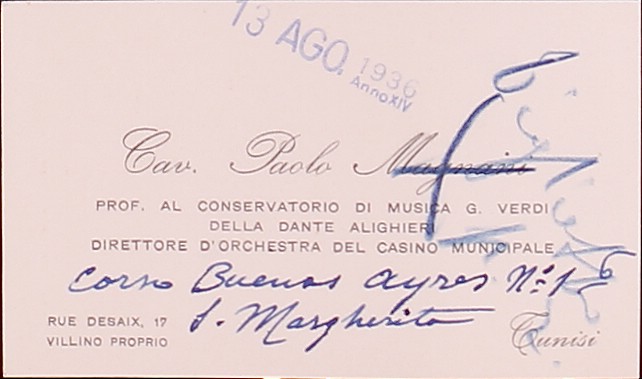 13 AGO. 1936
Anno XIV
Cav. Paolo Magnani
PROF. AL CONSERVATORIO DI MUSICA G. VERDI
DELLA DANTE ALIGHIERI
DIRETTORE D'ORCHESTRA DEL CASINO MUNICIPALE
Corso Buenos Ayres No. 1
S. Margherita
RUE DESAIX, 17
VILLINO PROPRIO
Tunisi